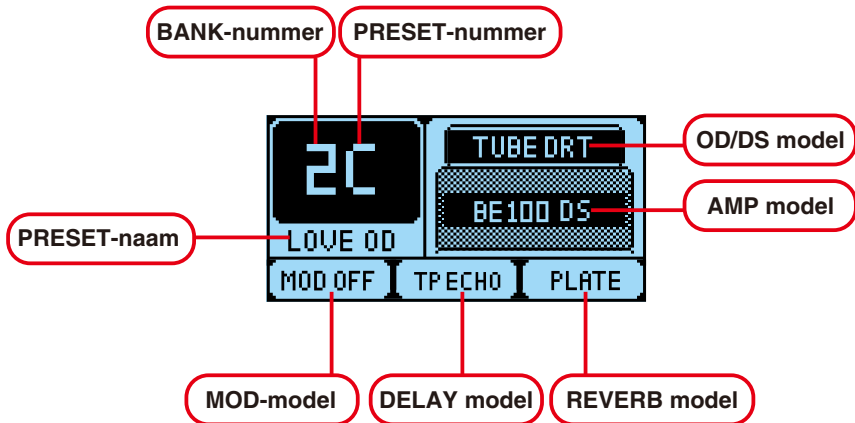 BANK-nummer PRESET-nummer
2C
TUBE DRT
OD/DS model
BE100 DS
AMP model
PRESET-naam
LOVE OD
MOD OFF TP ECHO PLATE
MOD-model DELAY model REVERB model